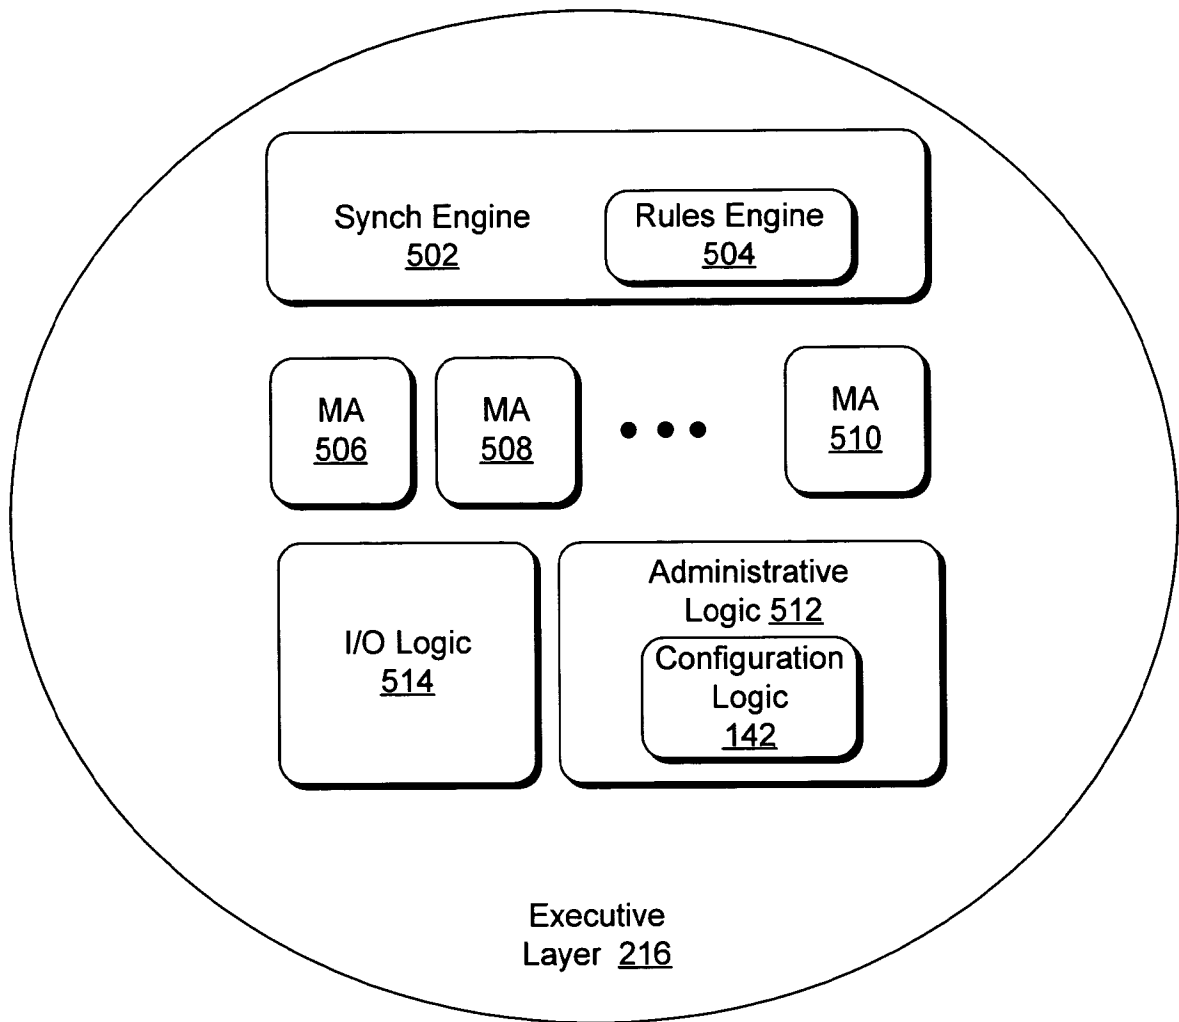 Synch Engine
502
Rules Engine
504
MA
506
MA
508
MA
510
I/O Logic
514
Administrative
Logic 512
Configuration
Logic
142
Executive
Layer 216